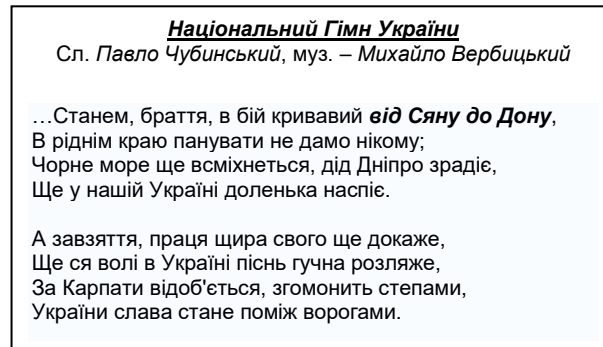 Національний Гімн України
Сл. Павло Чубинський, муз. – Михайло Вербицький
…Станем, браття, в бій кривавий від Сяну до Дону,
В ріднім краю панувати не дамо нікому;
Чорне море ще всміхнеться, дід Дніпро зрадіє,
Ще у нашій Україні доленька наспіє.
А завзяття, праця щира свого ще докаже,
Ще ся волі в Україні піснь гучна розляже,
За Карпати відоб'ється, згомонить степами,
України слава стане поміж ворогами.